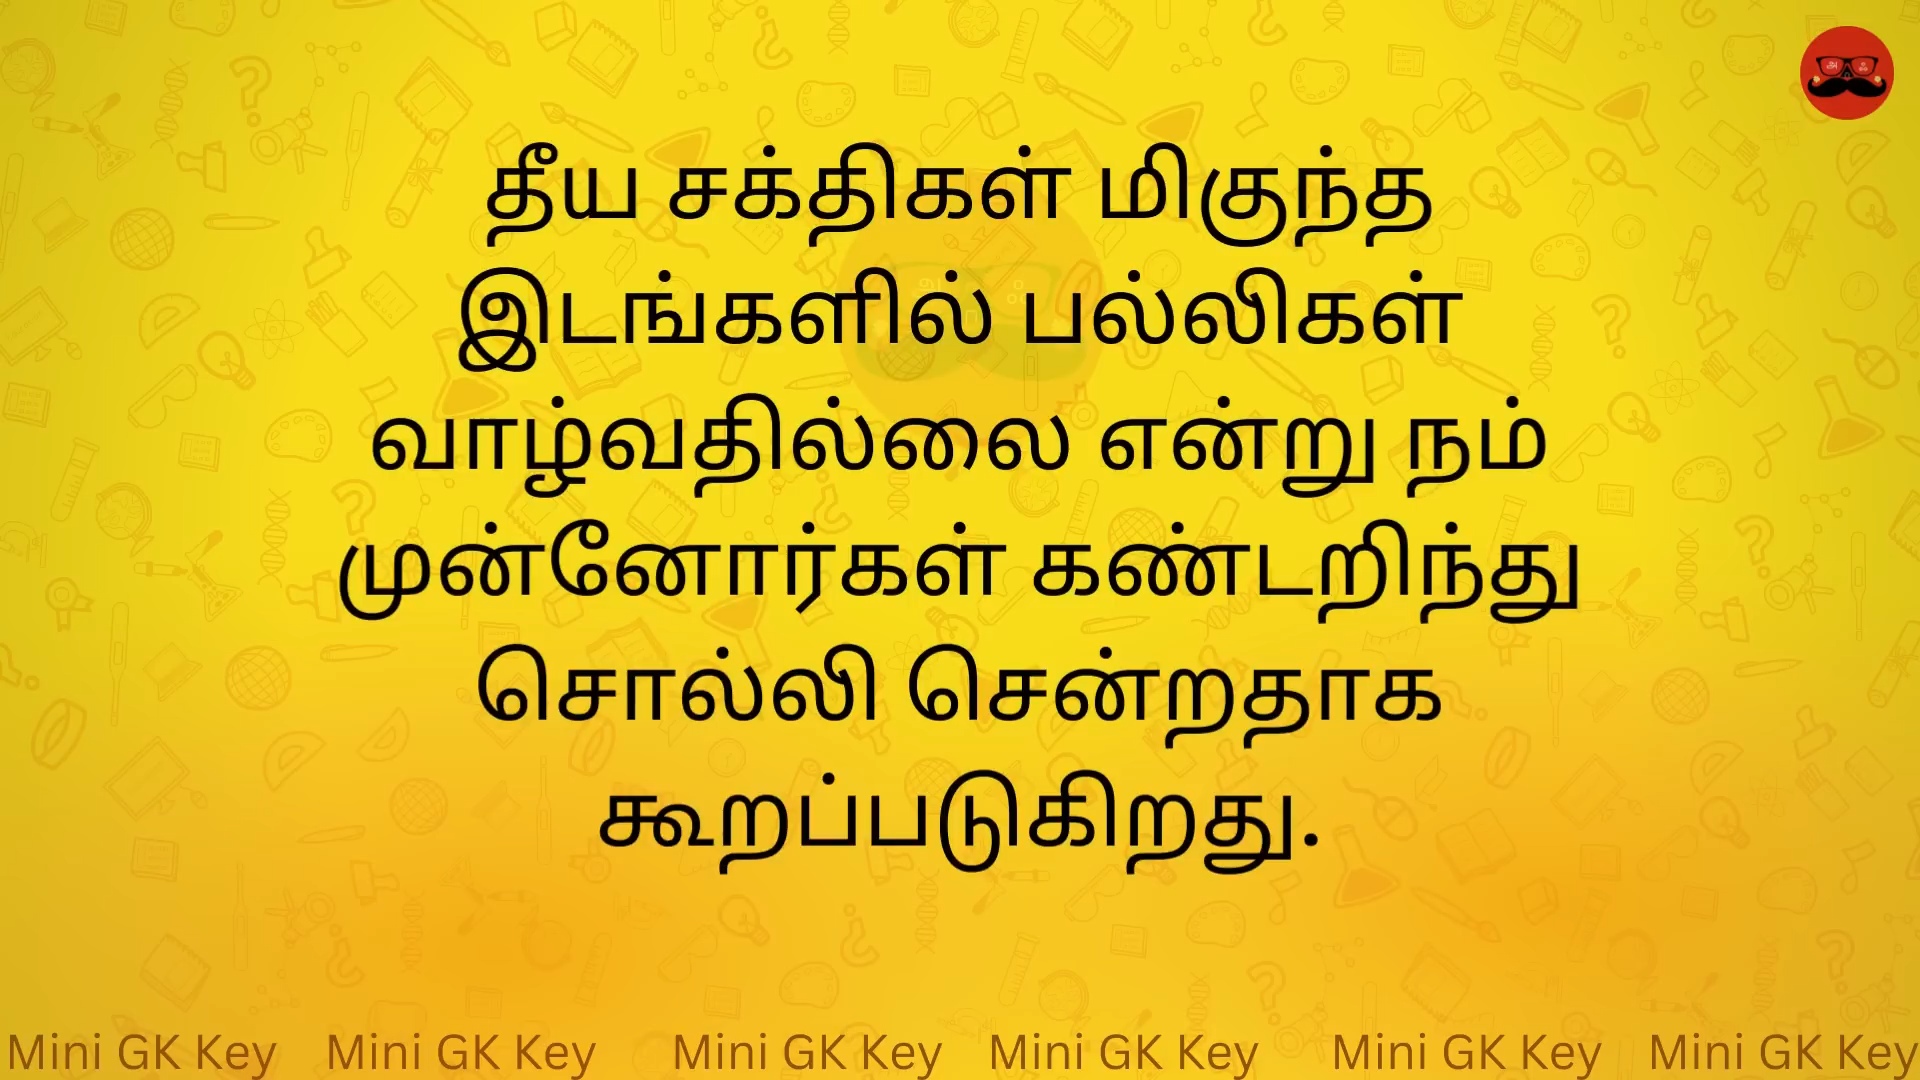 தீய சக்திகள் மிகுந்த
இடங்களில் பல்லிகள்
வாழ்வதில்லை என்று நம்
முன்னோர்கள் கண்டறிந்து
சொல்லி சென்றதாக
கூறப்படுகிறது.
Mini GK Key Mini GK Key Mini GK Key Mini GK Key Mini GK Key Mini GK Key